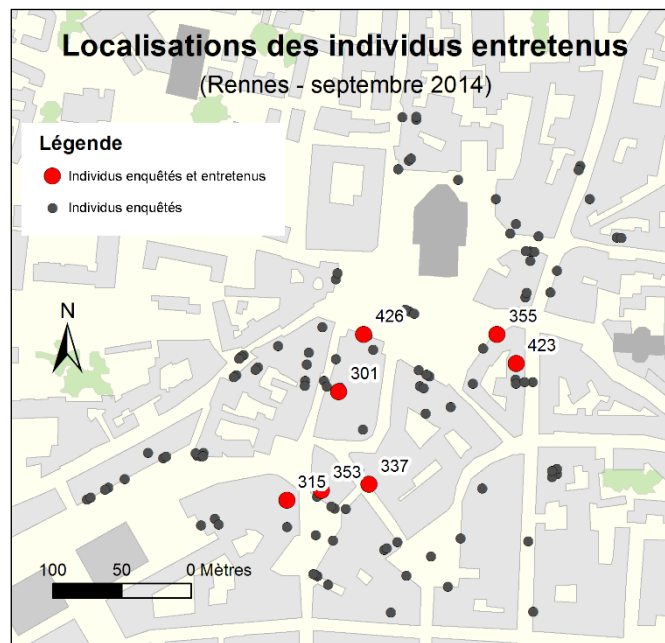 Localisations des individus entretenus
(Rennes - septembre 2014)
Légende
Individus enquêtés et entretenus
Individus enquêtés
N
426
355
423
301
353
337
315
100 50 0 Mètres